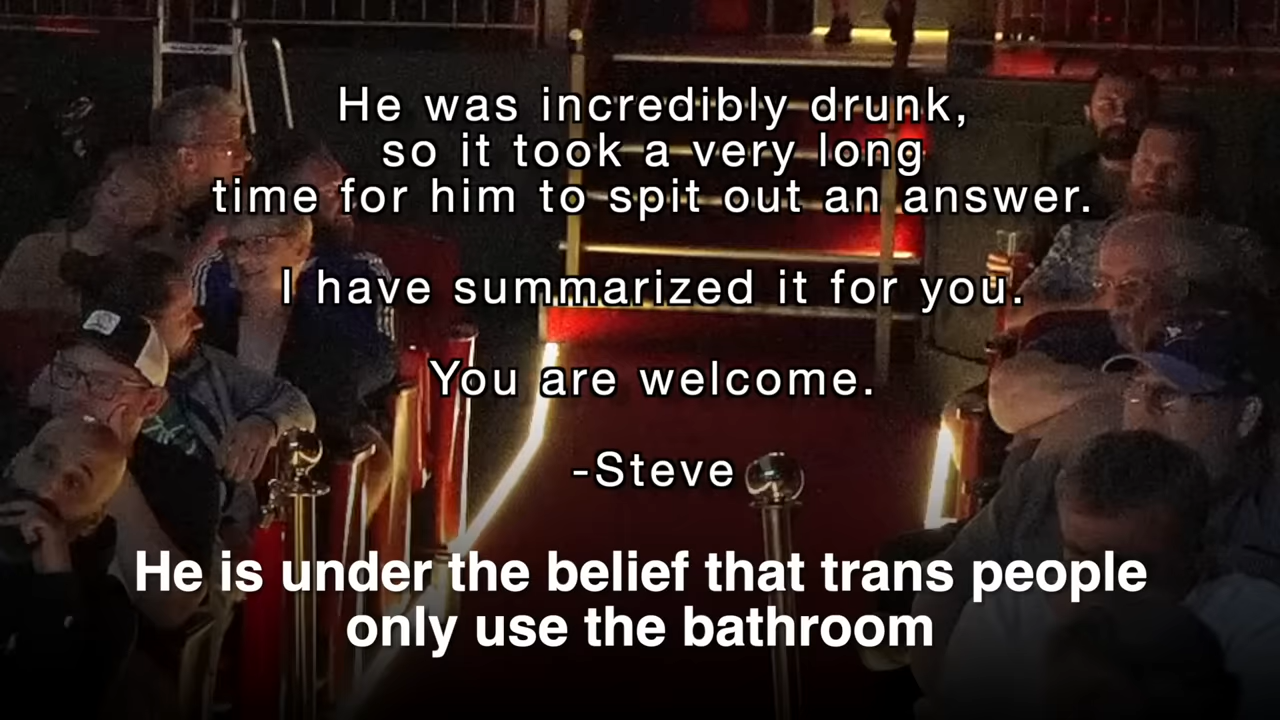 He was incredibly drunk,
so it took a very long
time for him to spit out an answer.
I have summarized it for you.
You are welcome.
-Steve
He is under the belief that trans people
only use the bathroom